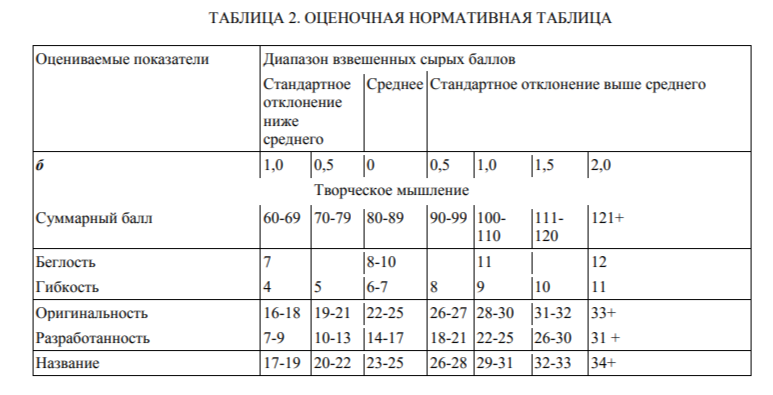 ТАБЛИЦА 2. ОЦЕНОЧНАЯ НОРМАТИВНАЯ ТАБЛИЦА
Оцениваемые показатели Диапазон взвешенных сырых баллов
Стандартное отклонение ниже среднего Среднее Стандартное отклонение выше среднего
б 1,0 0,5 0 0,5 1,0 1,5 2,0
Творческое мышление
Суммарный балл 60-69 70-79 80-89 90-99 100-110 111-120 121+
Беглость 7 8-10 11 12
Гибкость 4 5 6-7 8 9 10 11
Оригинальность 16-18 19-21 22-25 26-27 28-30 31-32 33+
Разработанность 7-9 10-13 14-17 18-21 22-25 26-30 31 +
Название 17-19 20-22 23-25 26-28 29-31 32-33 34+